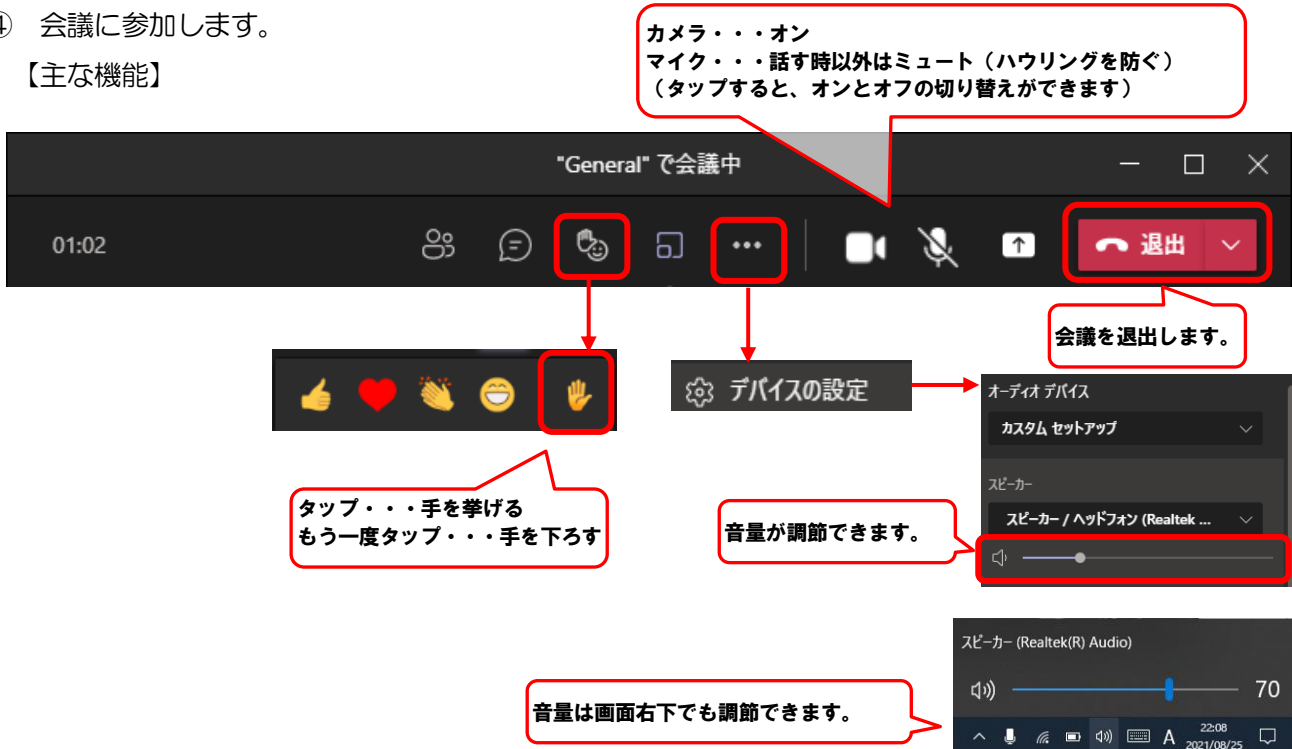 ④　会議に参加します。
【主な機能】
カメラ・・・オン
マイク・・・話す時以外はミュート（ハウリングを防ぐ）
（タップすると、オンとオフの切り替えができます）
"General" で会議中
01:02
退出
会議を退出します。
デバイスの設定
オーディオ デバイス
カスタム セットアップ
スピーカー
スピーカー / ヘッドフォン (Realtek ...
タップ・・・手を挙げる
もう一度タップ・・・手を下ろす
音量が調節できます。
スピーカー (Realtek(R) Audio)
70
音量は画面右下でも調節できます。
A
22:08
2021/08/25